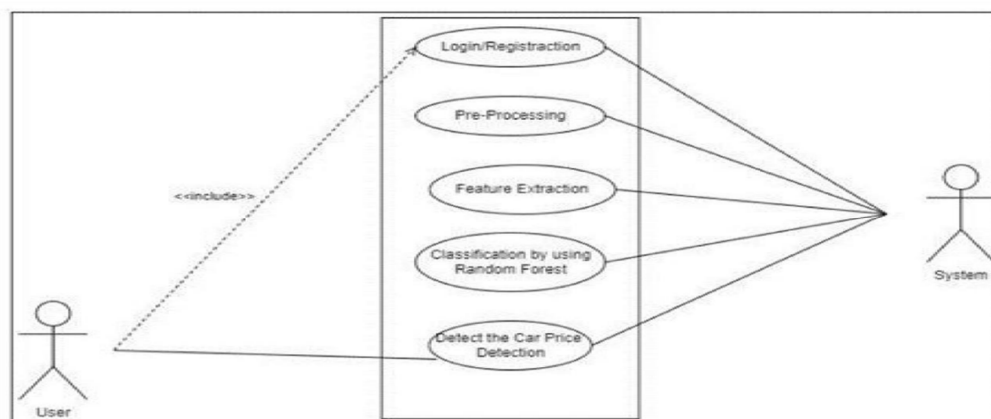 Login/Registraction
Pre-Processing
<<include>>
Feature Extraction
Classification by using
Random Forest
System
Detect the Car Price
Detection
User